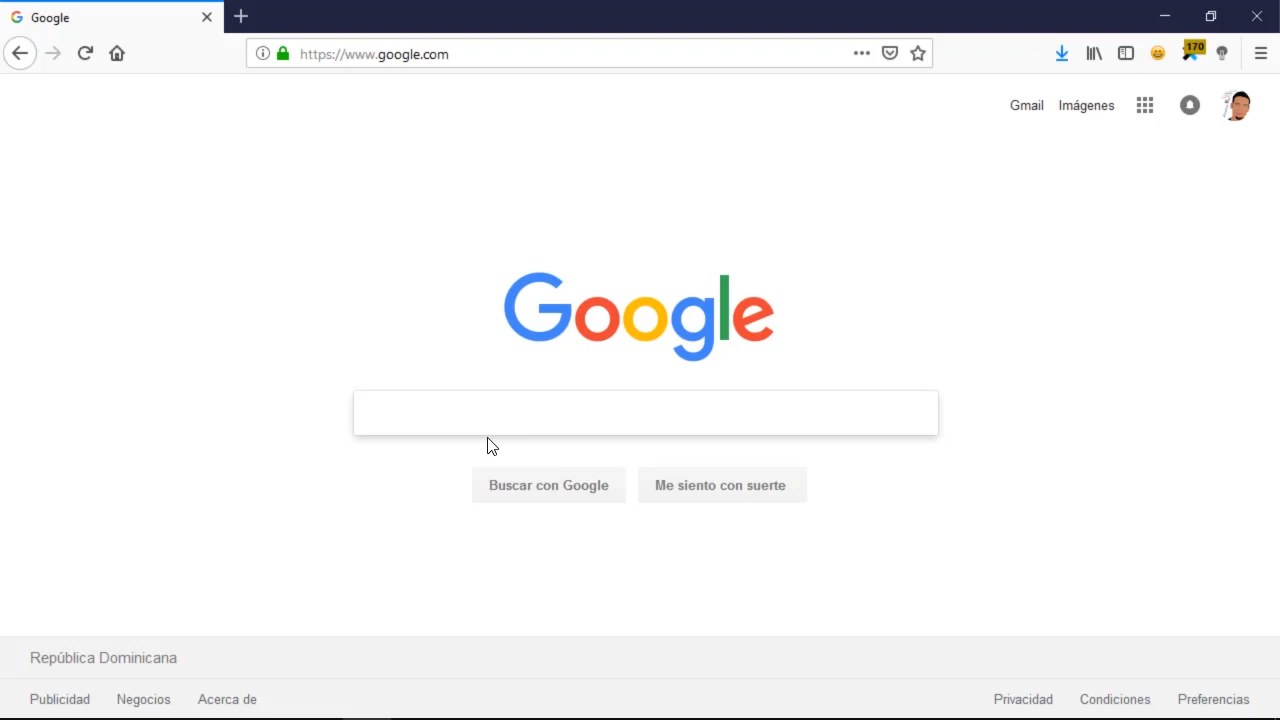 Google
https://www.google.com
170
Gmail Imágenes
Google
Buscar con Google Me siento con suerte
República Dominicana
Publicidad Negocios Acerca de Privacidad Condiciones Preferencias